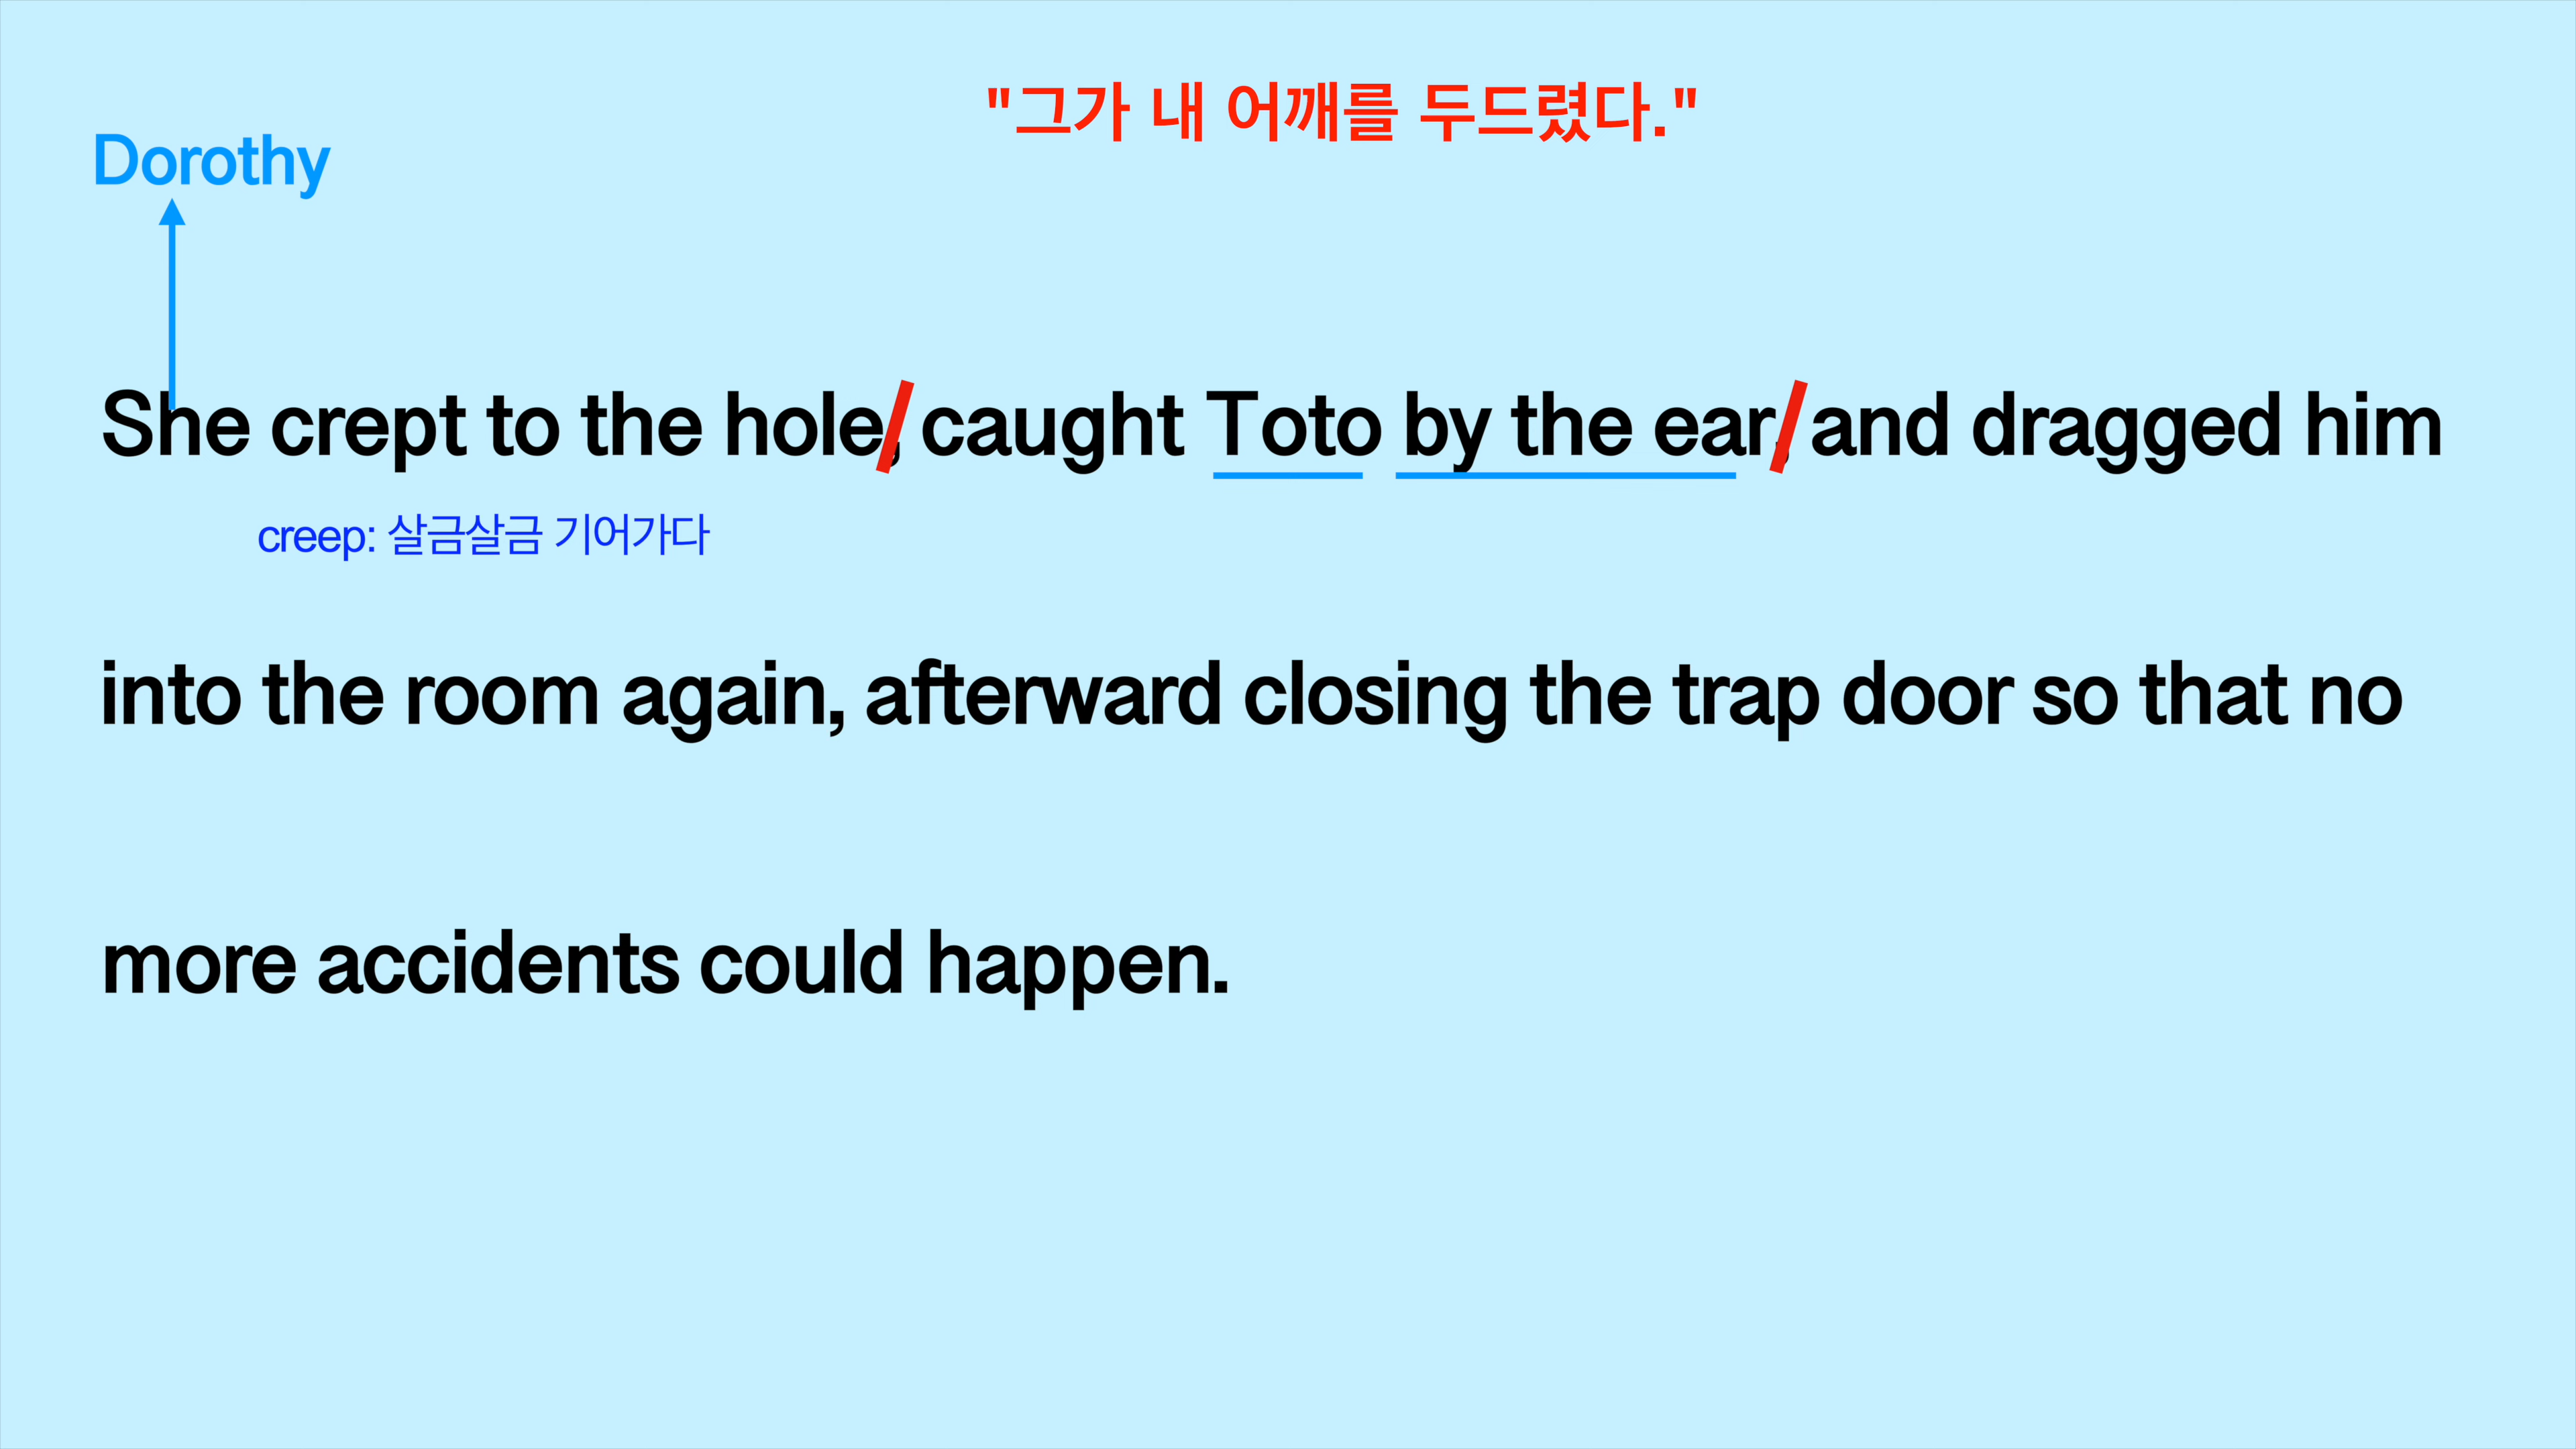 "그가 내 어깨를 두드렸다."
Dorothy
She crept to the hole, caught Toto by the ear, and dragged him
creep: 살금살금 기어가다
into the room again, afterward closing the trap door so that no
more accidents could happen.